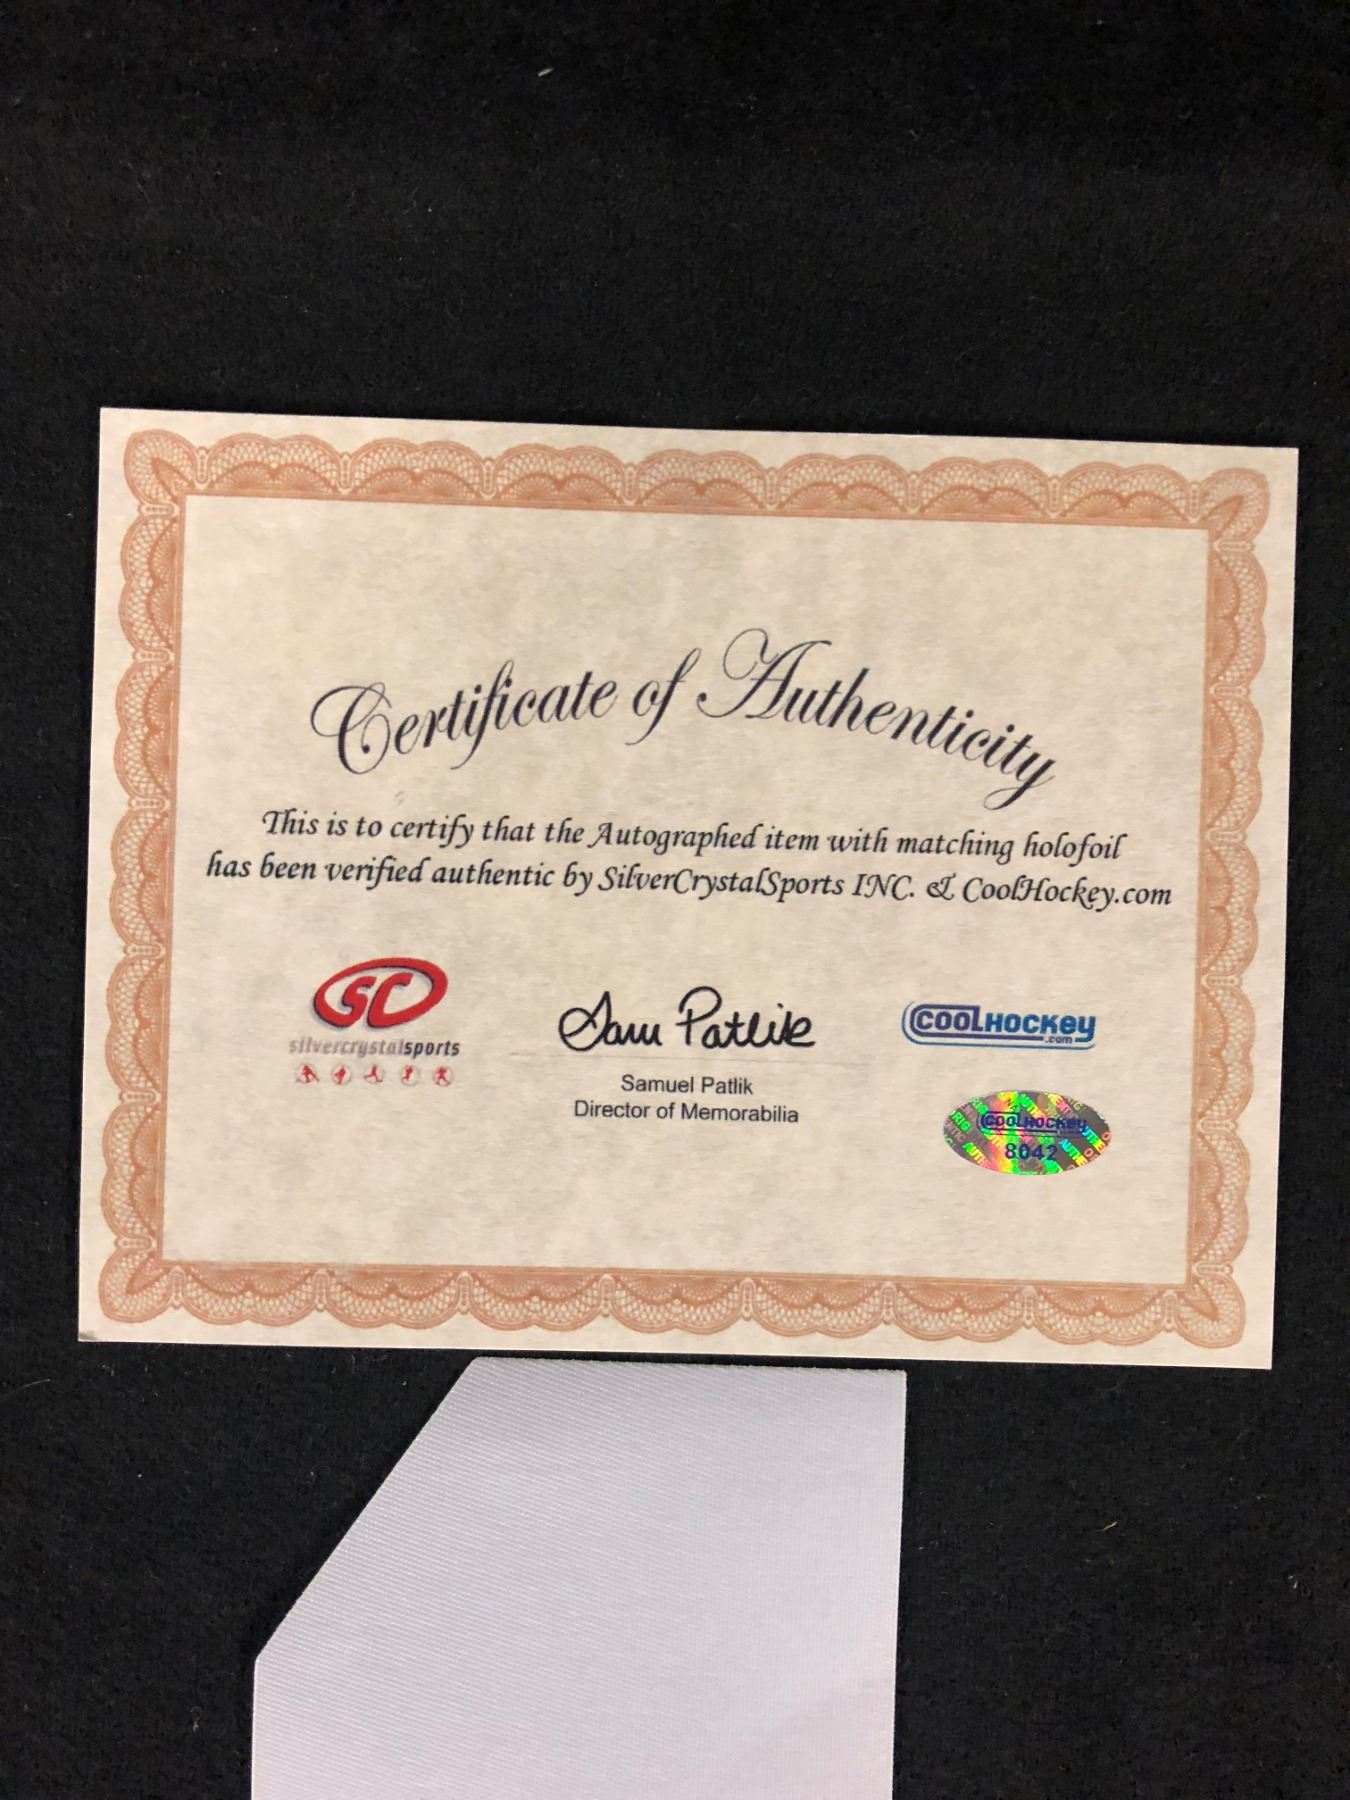 Certificate of Authenticity
This is to certify that the Autographed item with matching holofoil
has been verified authentic by SilverCrystalSports INC. & CoolHockey.com
SC
silvercrystalsports
Sam Patlik
Samuel Patlik
Director of Memorabilia
COOLHOCKEY
.com
COOLHOCKEY
8042